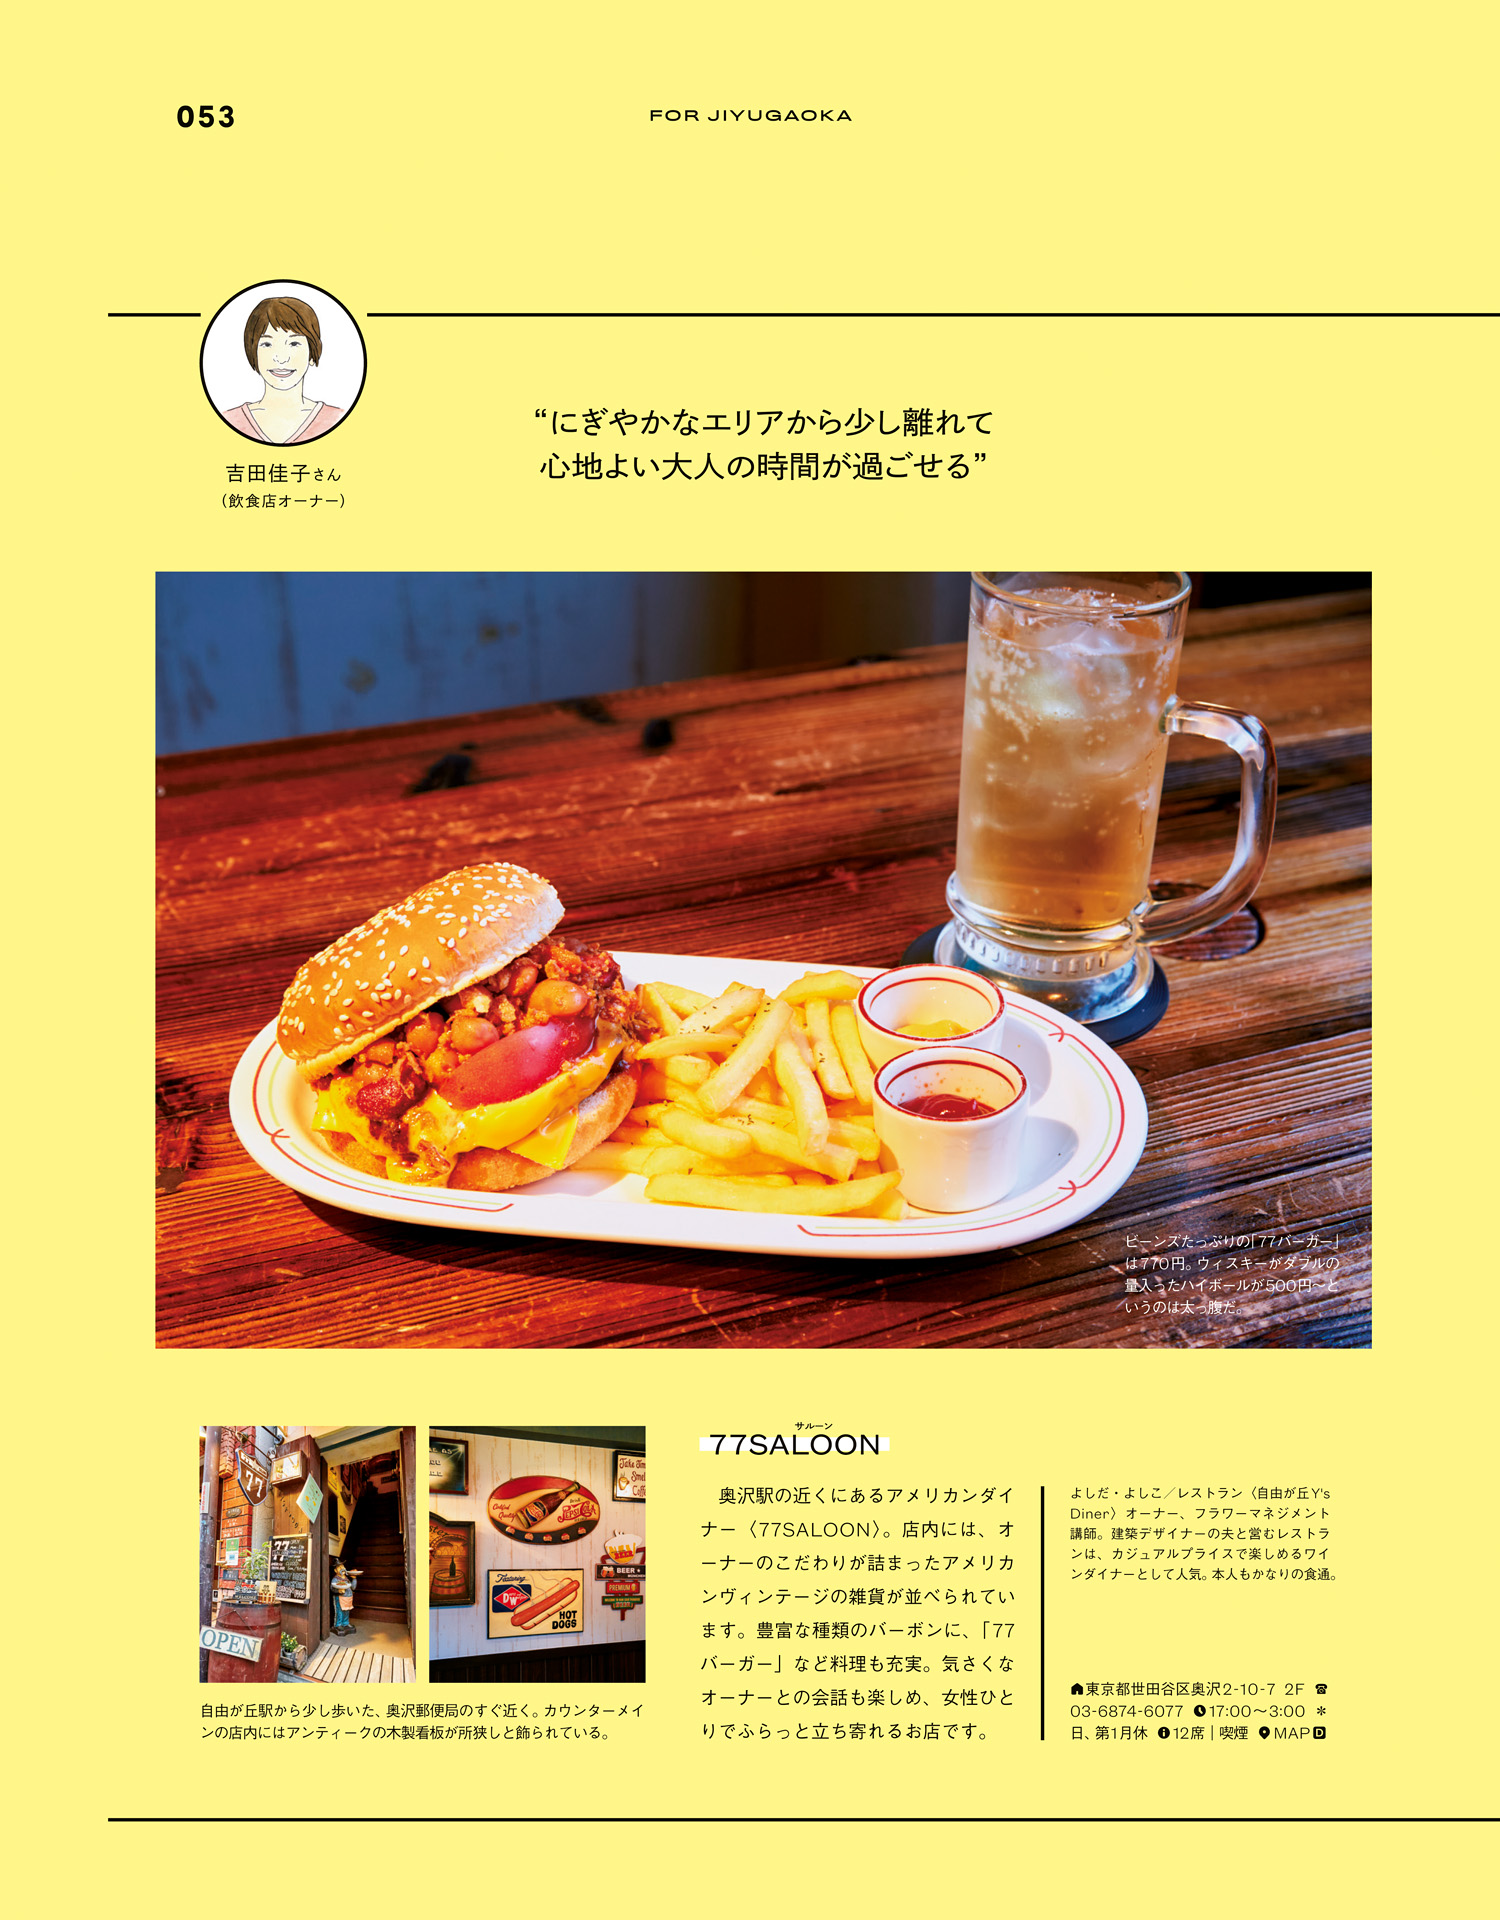 053
FOR JIYUGAOKA
吉田佳子さん
（飲食店オーナー）
“にぎやかなエリアから少し離れて
心地よい大人の時間が過ごせる”
ビーンズたっぷりの「77バーガー」
は770円。ウィスキーがダブルの
量入ったハイボールが500円〜と
いうのは太っ腹だ。
77
77
OPEN
Take Time
Smell
Coffee
Certified
Quality
PEPSI-COLA
BEER
PREMIUM
Featuring
DW
HOT
DOGS
自由が丘駅から少し歩いた、奥沢郵便局のすぐ近く。カウンターメイ
ンの店内にはアンティークの木製看板が所狭しと飾られている。
サルーン
77SALOON
奥沢駅の近くにあるアメリカンダイ
ナー〈77SALOON〉。店内には、オ
ーナーのこだわりが詰まったアメリカ
ンヴィンテージの雑貨が並べられてい
ます。豊富な種類のバーボンに、「77
バーガー」など料理も充実。気さくな
オーナーとの会話も楽しめ、女性ひと
りでふらっと立ち寄れるお店です。
よしだ・よしこ／レストラン〈自由が丘Y's
Diner〉オーナー、フラワーマネジメント
講師。建築デザイナーの夫と営むレストラ
ンは、カジュアルプライスで楽しめるワイ
ンダイナーとして人気。本人もかなりの食通。
東京都世田谷区奥沢2-10-7 2F ☎
03-6874-6077 17:00〜3:00 ＊
日、第1月休 12席｜喫煙 MAP D